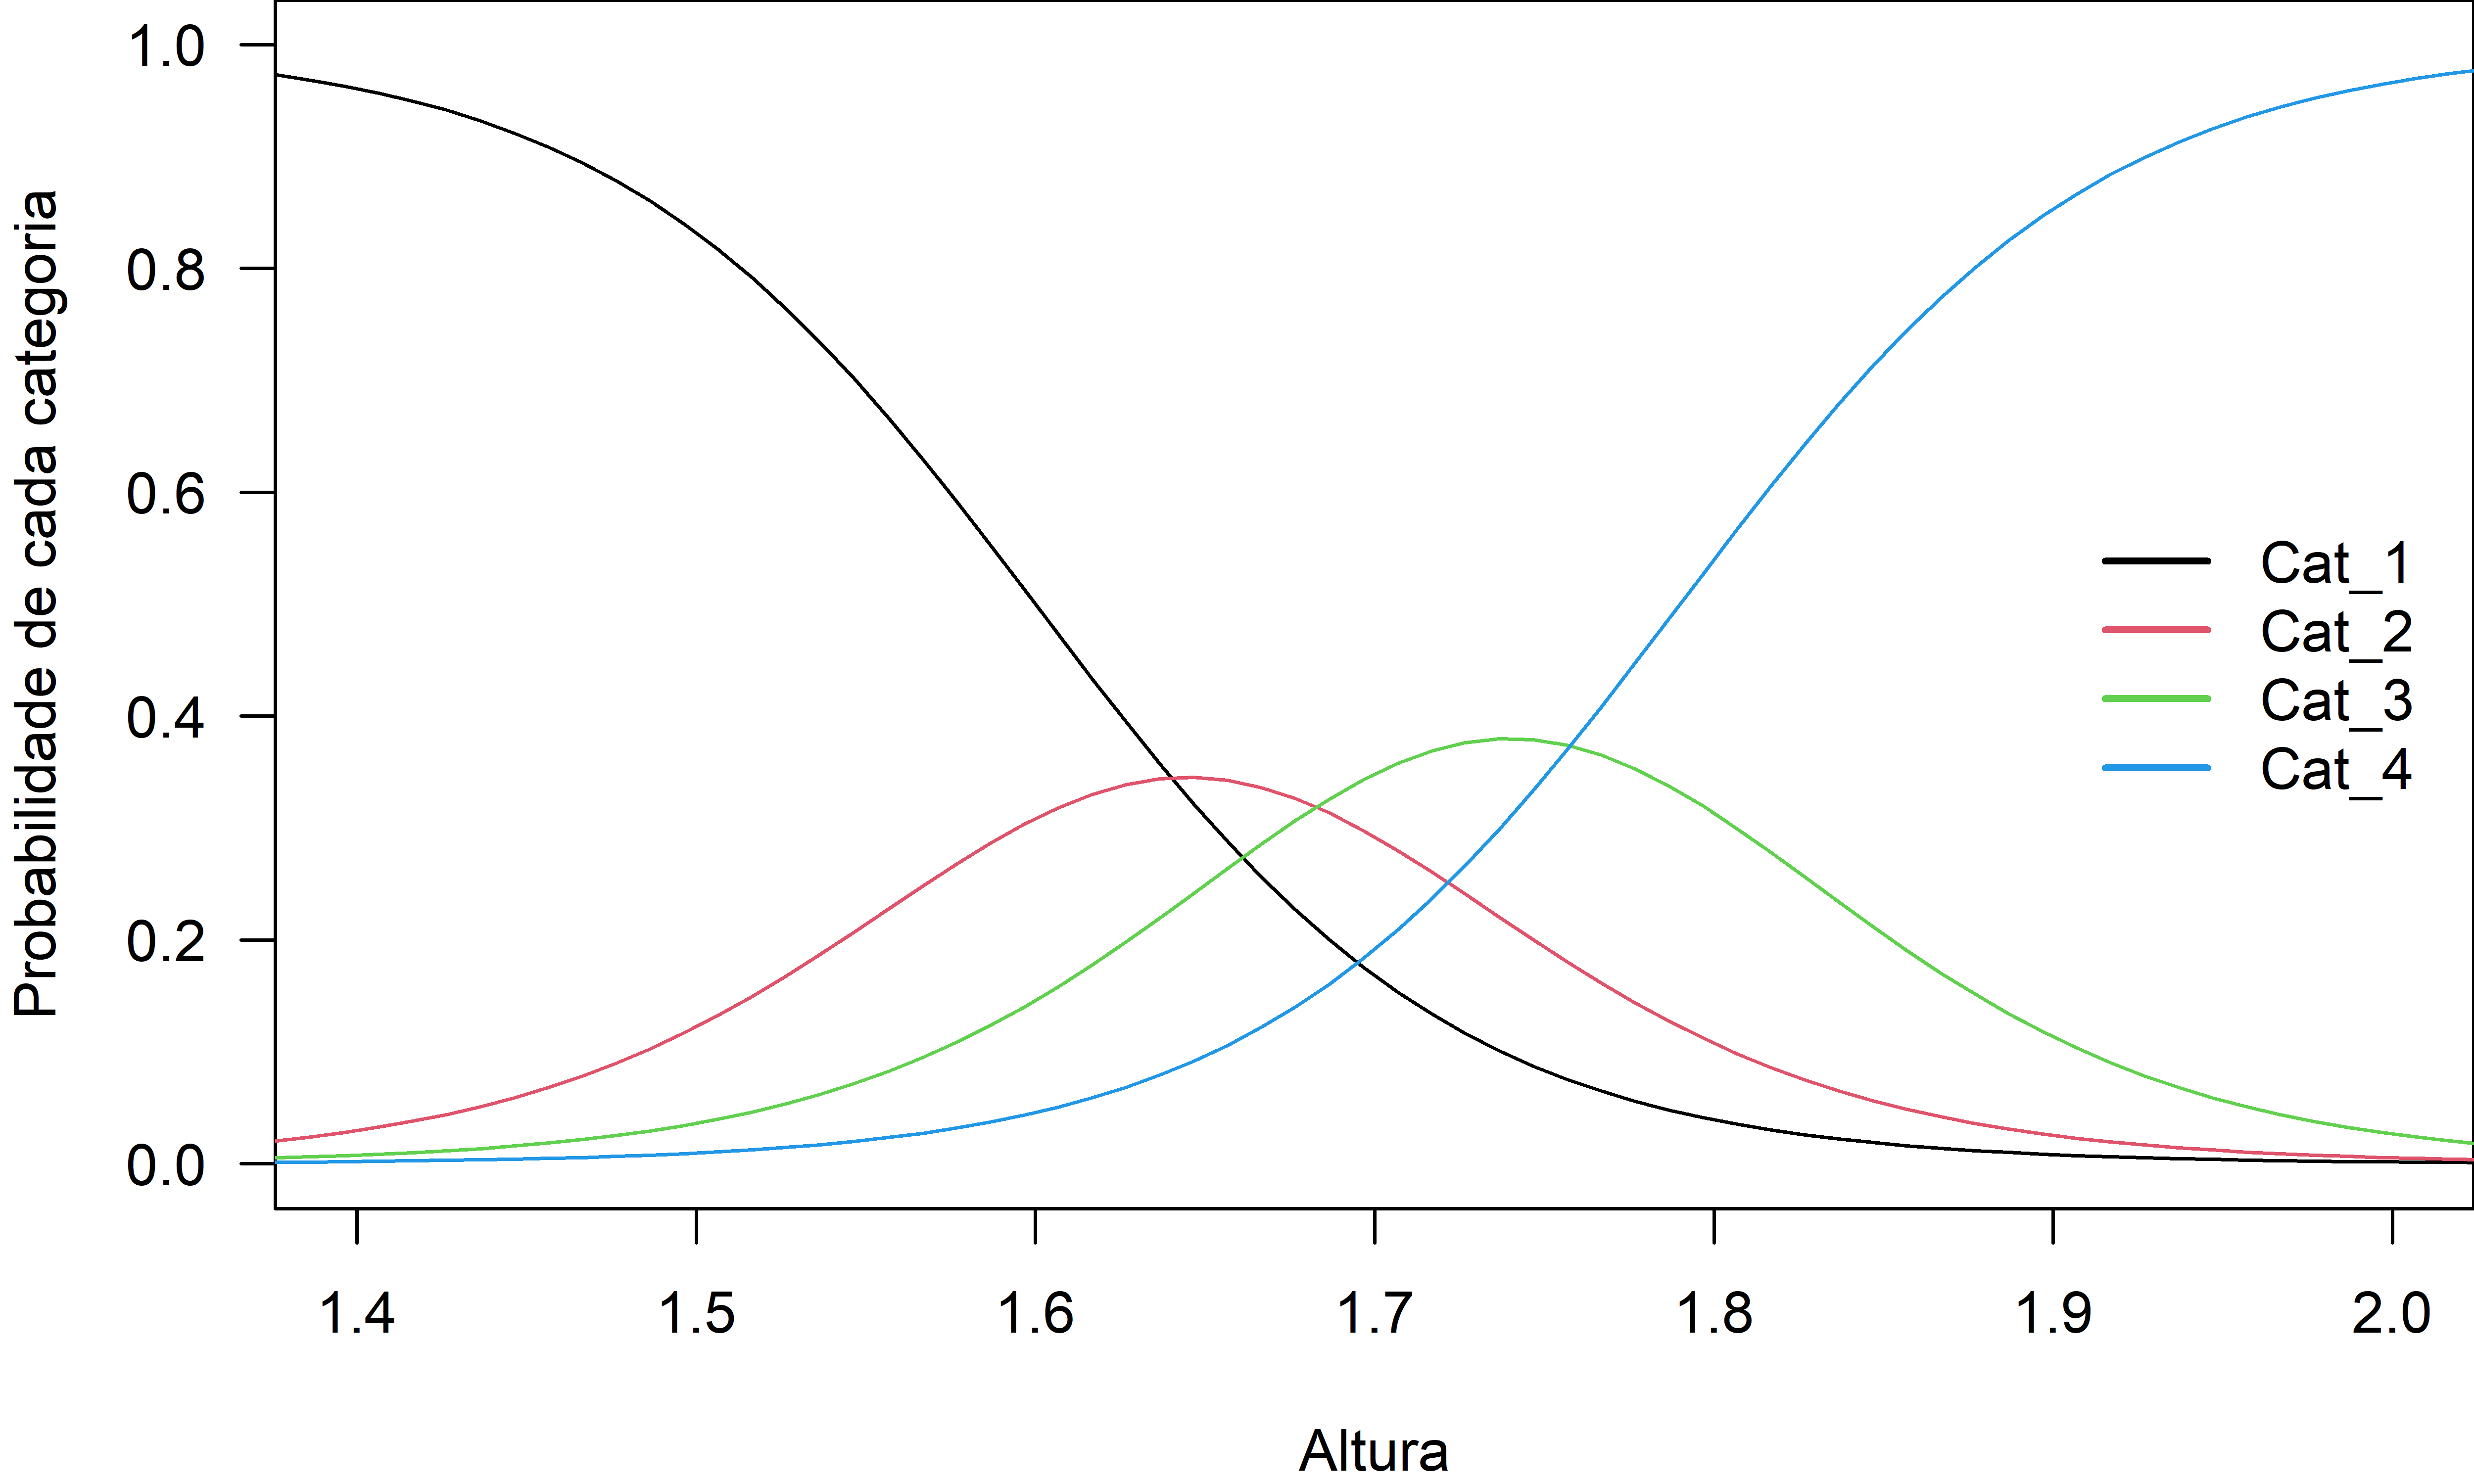 Probabilidade de cada categoria
1.0
0.8
0.6
0.4
0.2
0.0
Cat_1
Cat_2
Cat_3
Cat_4
1.4 1.5 1.6 1.7 1.8 1.9 2.0
Altura